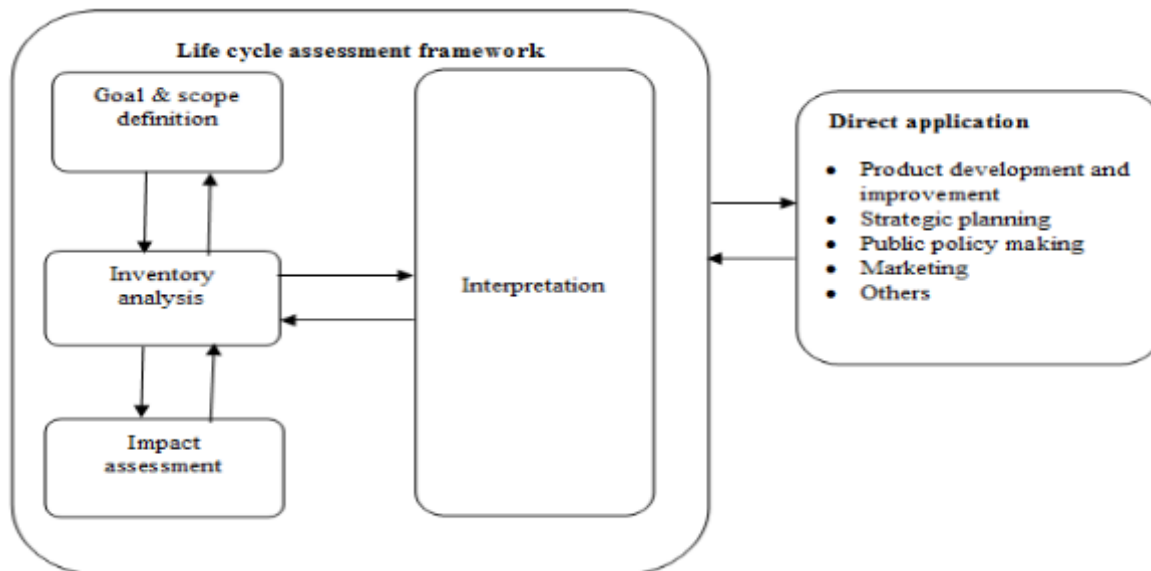 Life cycle assessment framework
Goal & scope
definition
Inventory
analysis
Impact
assessment
Interpretation
Direct application
• Product development and
improvement
• Strategic planning
• Public policy making
• Marketing
• Others